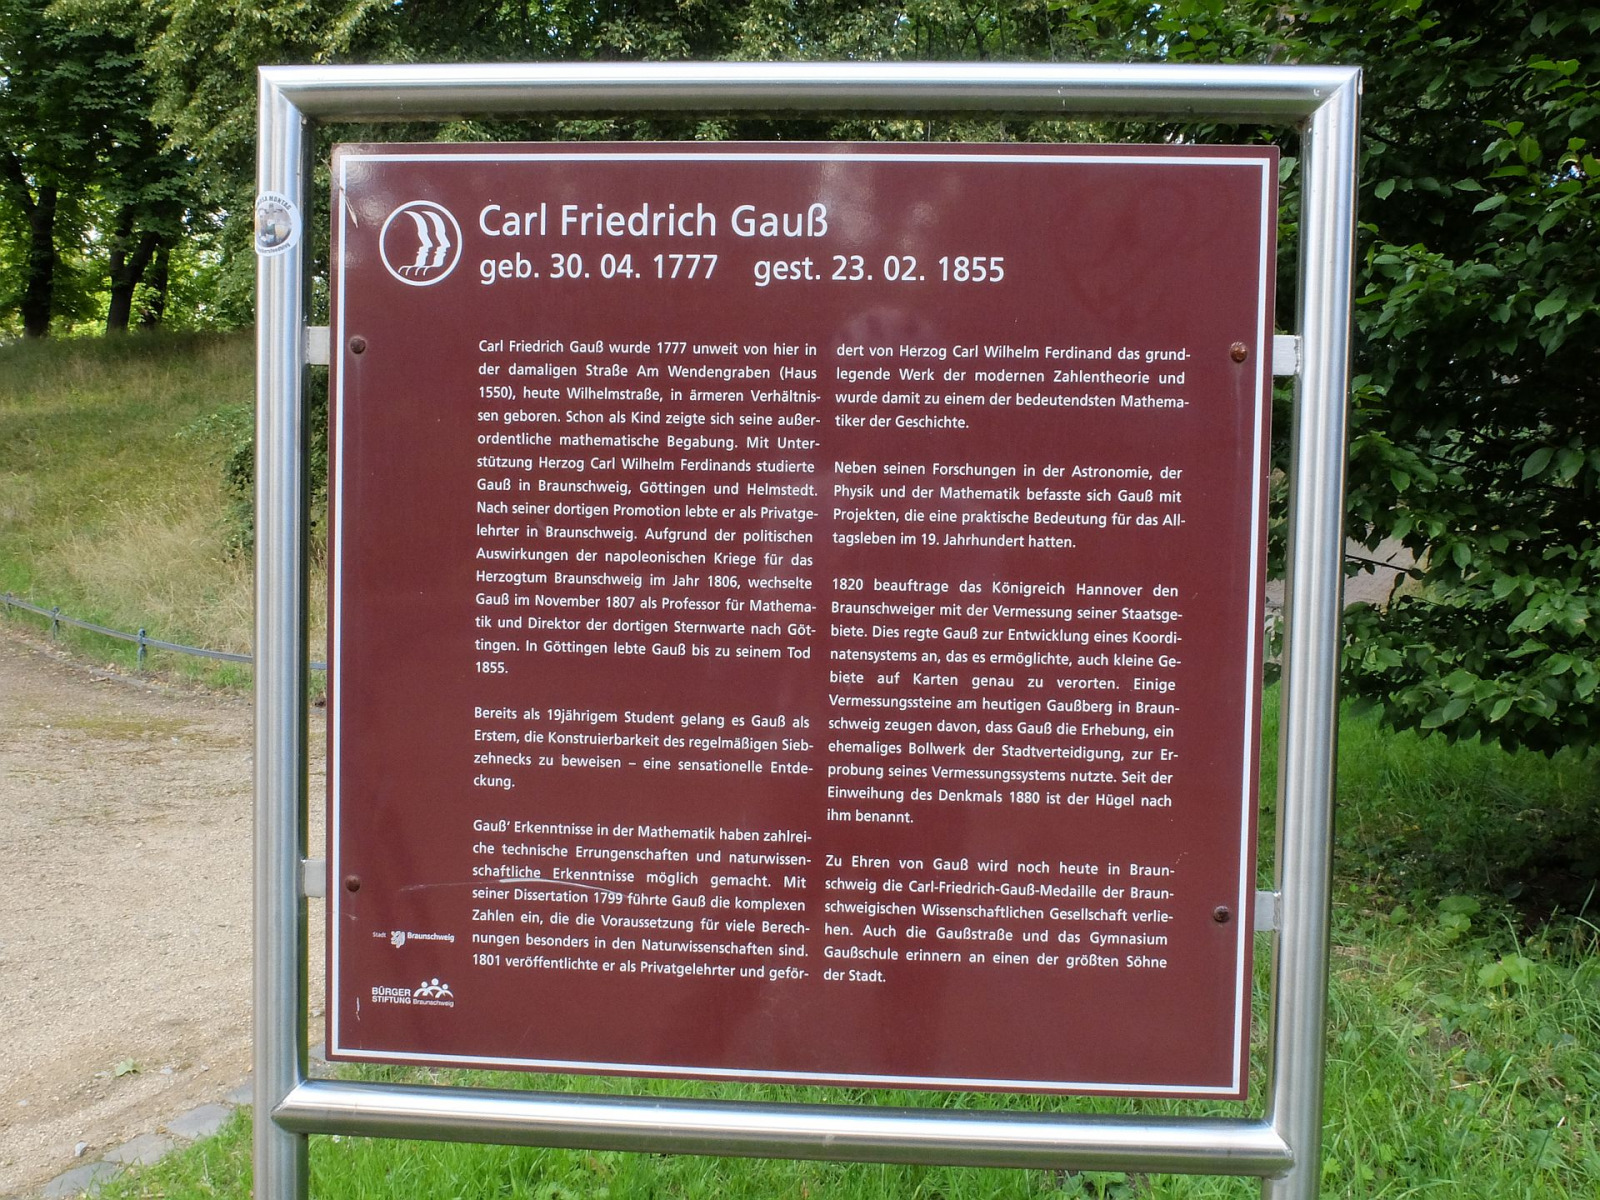 Carl Friedrich Gauß
geb. 30. 04. 1777 gest. 23. 02. 1855
Carl Friedrich Gauß wurde 1777 unweit von hier in
der damaligen Straße Am Wendengraben (Haus
1550), heute Wilhelmstraße, in ärmeren Verhältnis-
sen geboren. Schon als Kind zeigte sich seine außer-
ordentliche mathematische Begabung. Mit Unter-
stützung Herzog Carl Wilhelm Ferdinands studierte
Gauß in Braunschweig, Göttingen und Helmstedt.
Nach seiner dortigen Promotion lebte er als Privatge-
lehrter in Braunschweig. Aufgrund der politischen
Auswirkungen der napoleonischen Kriege für das
Herzogtum Braunschweig im Jahr 1806, wechselte
Gauß im November 1807 als Professor für Mathema-
tik und Direktor der dortigen Sternwarte nach Göt-
tingen. In Göttingen lebte Gauß bis zu seinem Tod
1855.
Bereits als 19jährigem Student gelang es Gauß als
Erstem, die Konstruierbarkeit des regelmäßigen Sieb-
zehnecks zu beweisen – eine sensationelle Entde-
ckung.
Gauß’ Erkenntnisse in der Mathematik haben zahlrei-
che technische Errungenschaften und naturwissen-
schaftliche Erkenntnisse möglich gemacht. Mit
seiner Dissertation 1799 führte Gauß die komplexen
Zahlen ein, die die Voraussetzung für viele Berech-
nungen besonders in den Naturwissenschaften sind.
1801 veröffentlichte er als Privatgelehrter und geför-
dert von Herzog Carl Wilhelm Ferdinand das grund-
legende Werk der modernen Zahlentheorie und
wurde damit zu einem der bedeutendsten Mathema-
tiker der Geschichte.
Neben seinen Forschungen in der Astronomie, der
Physik und der Mathematik befasste sich Gauß mit
Projekten, die eine praktische Bedeutung für das All-
tagsleben im 19. Jahrhundert hatten.
1820 beauftrage das Königreich Hannover den
Braunschweiger mit der Vermessung seiner Staatsge-
biete. Dies regte Gauß zur Entwicklung eines Koordi-
natensystems an, das es ermöglichte, auch kleine Ge-
biete auf Karten genau zu verorten. Einige
Vermessungssteine am heutigen Gaußberg in Braun-
schweig zeugen davon, dass Gauß die Erhebung, ein
ehemaliges Bollwerk der Stadtverteidigung, zur Er-
probung seines Vermessungssystems nutzte. Seit der
Einweihung des Denkmals 1880 ist der Hügel nach
ihm benannt.
Zu Ehren von Gauß wird noch heute in Braun-
schweig die Carl-Friedrich-Gauß-Medaille der Braun-
schweigischen Wissenschaftlichen Gesellschaft verlie-
hen. Auch die Gaußstraße und das Gymnasium
Gaußschule erinnern an einen der größten Söhne
der Stadt.
Stadt Braunschweig
BÜRGER
STIFTUNG Braunschweig